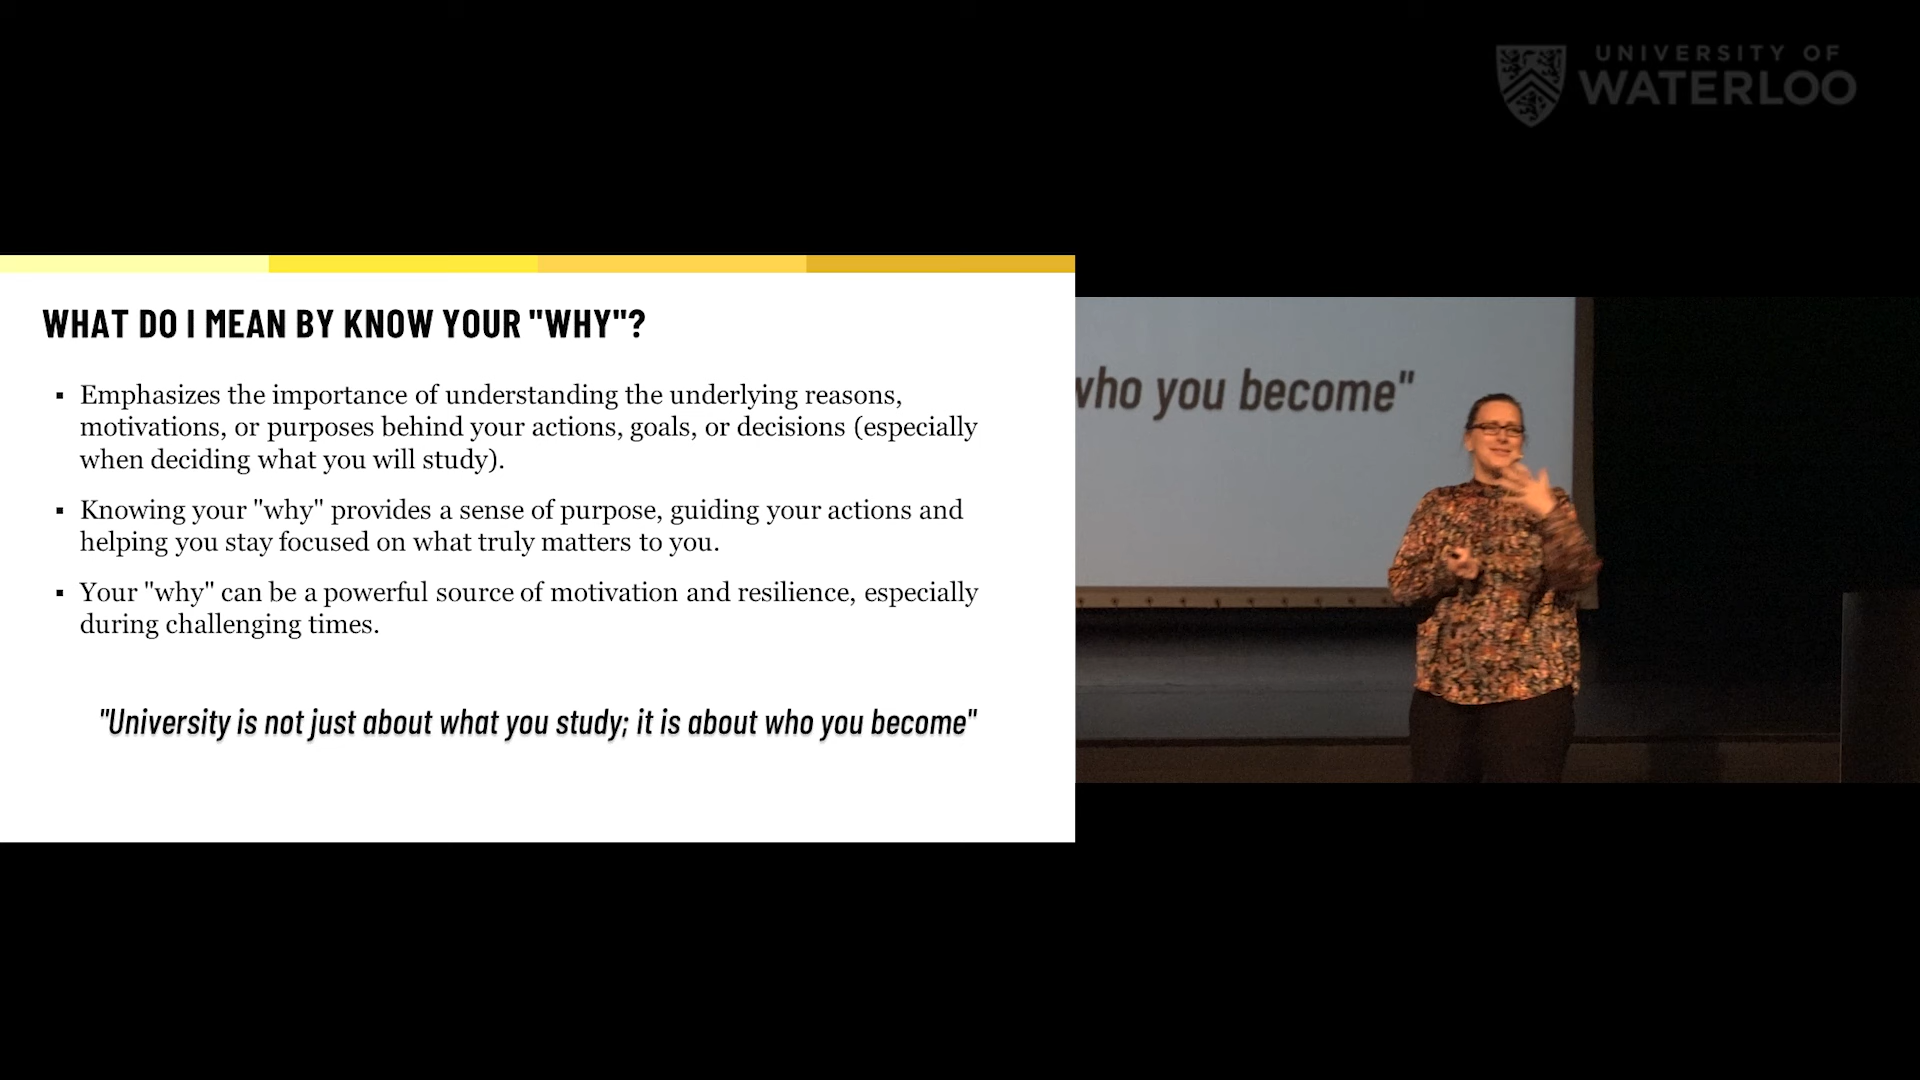 UNIVERSITY OF
WATERLOO
WHAT DO I MEAN BY KNOW YOUR "WHY"?
▪ Emphasizes the importance of understanding the underlying reasons,
motivations, or purposes behind your actions, goals, or decisions (especially
when deciding what you will study).
▪ Knowing your "why" provides a sense of purpose, guiding your actions and
helping you stay focused on what truly matters to you.
▪ Your "why" can be a powerful source of motivation and resilience, especially
during challenging times.
"University is not just about what you study; it is about who you become"
who you become"